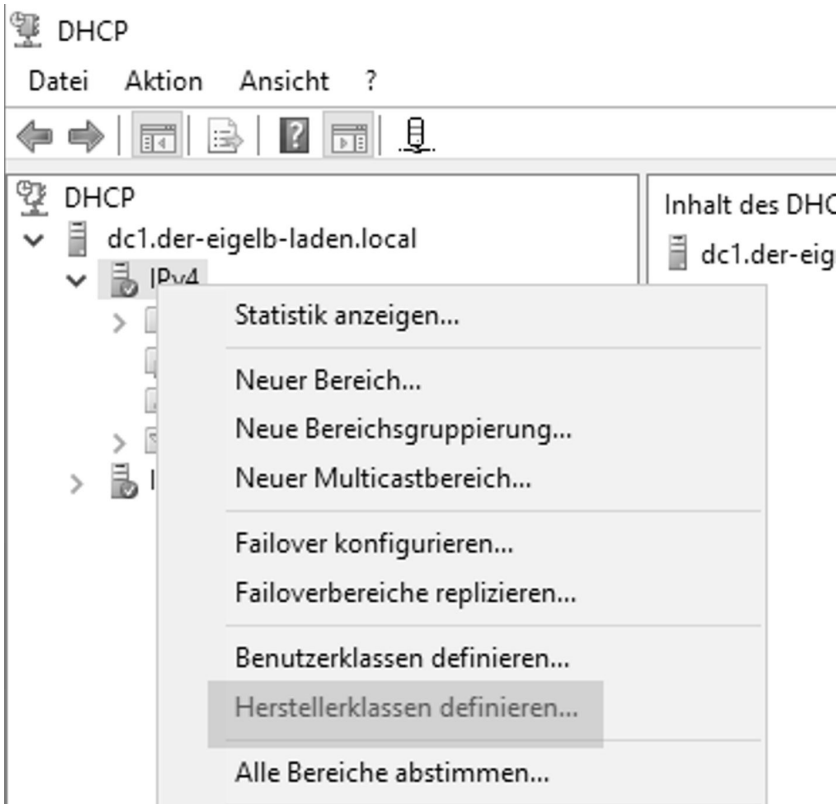 DHCP
Datei Aktion Ansicht ?
DHCP
dc1.der-eigelb-laden.local
IPv4
Inhalt des DHC
dc1.der-eig
Statistik anzeigen...
Neuer Bereich...
Neue Bereichsgruppierung...
Neuer Multicastbereich...
Failover konfigurieren...
Failoverbereiche replizieren...
Benutzerklassen definieren...
Herstellerklassen definieren...
Alle Bereiche abstimmen...